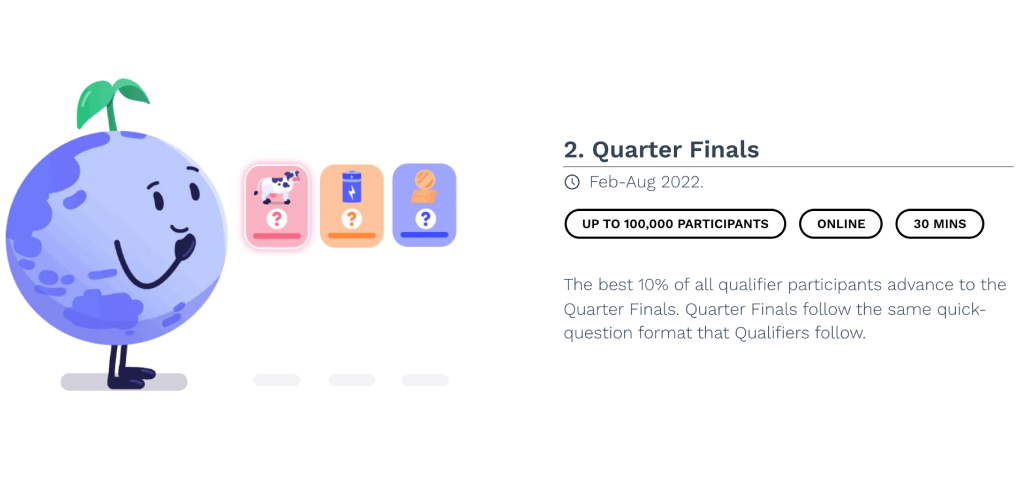 2. Quarter Finals
Feb-Aug 2022.
UP TO 100,000 PARTICIPANTS ONLINE 30 MINS
The best 10% of all qualifier participants advance to the
Quarter Finals. Quarter Finals follow the same quick-
question format that Qualifiers follow.
? ? ?